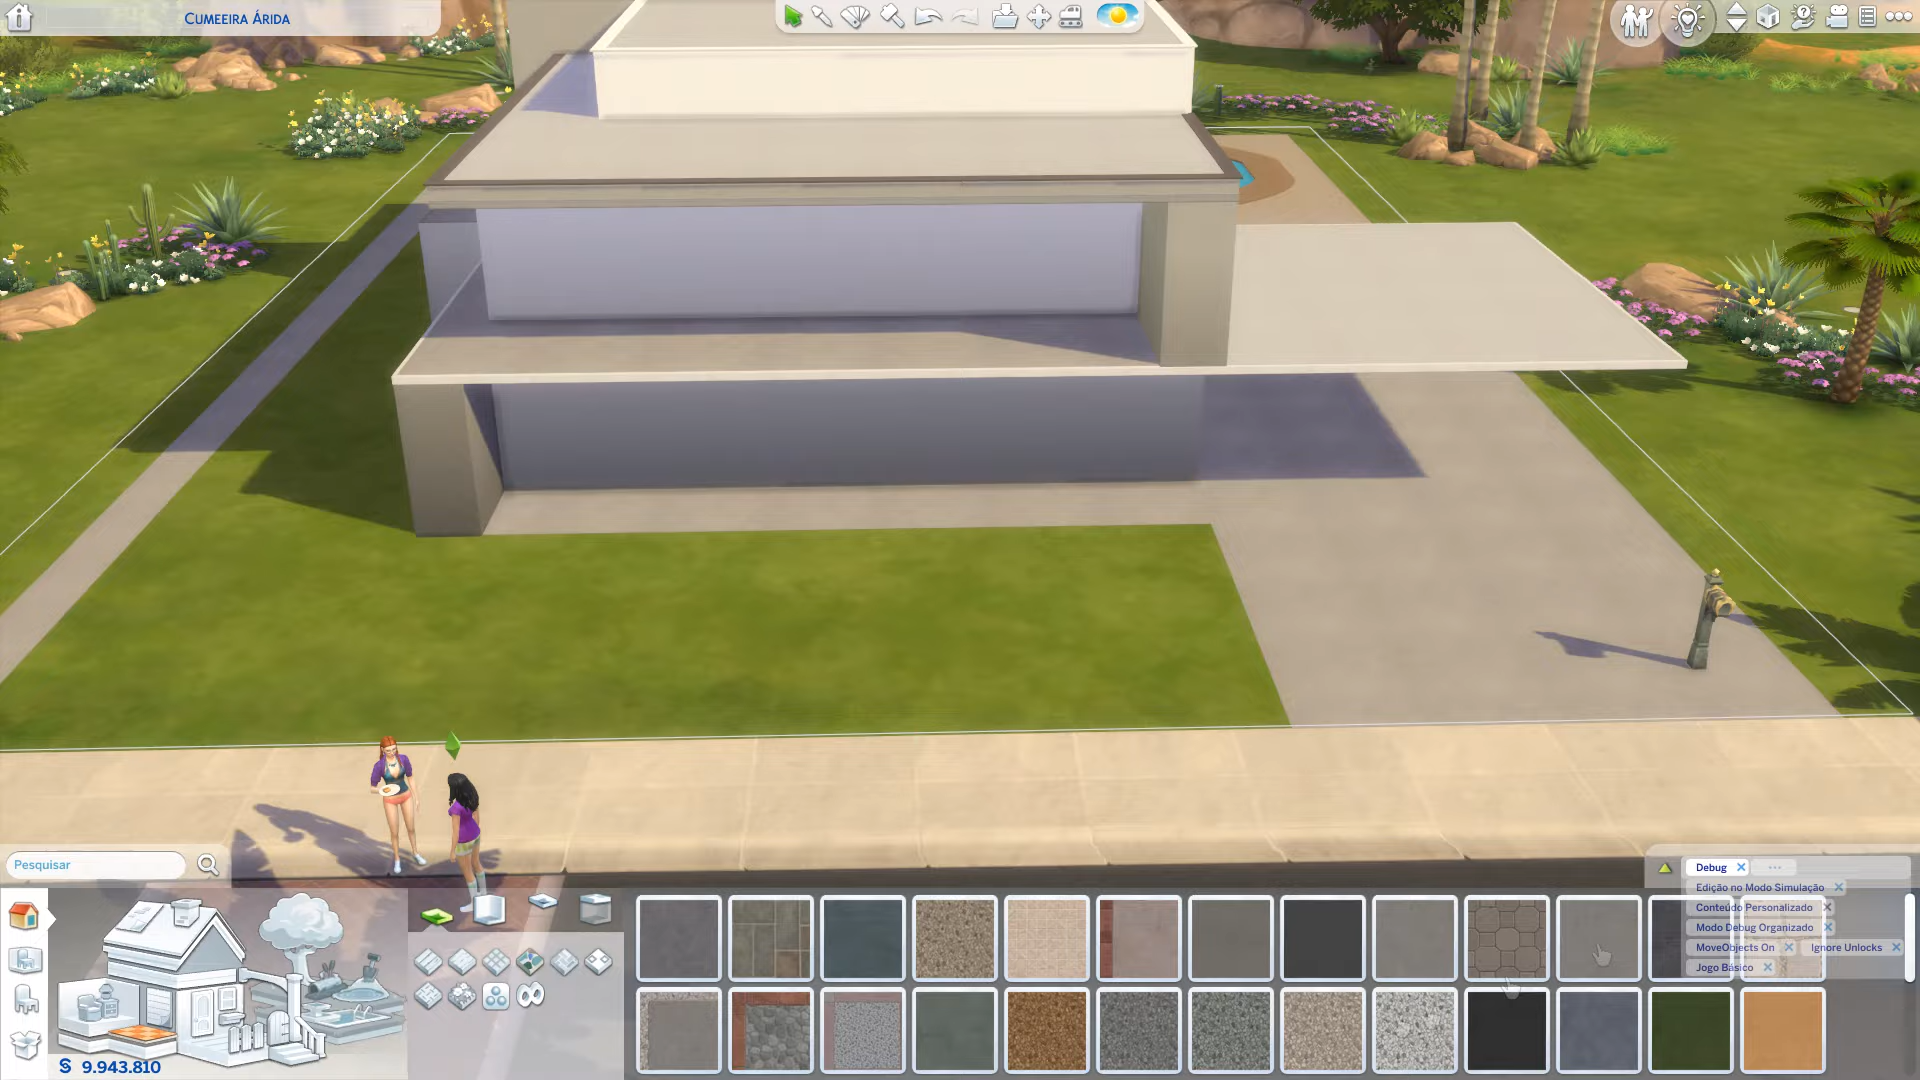 Cumeeira Árida
Pesquisar
Debug
Edição no Modo Simulação
Conteúdo Personalizado
Modo Debug Organizado
MoveObjects On
Ignore Unlocks
Jogo Básico
§ 9.943.810